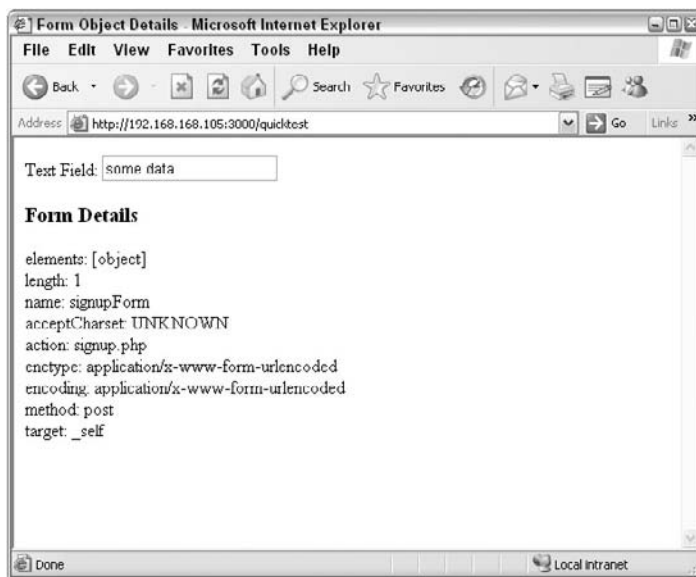 Form Object Details - Microsoft Internet Explorer
File Edit View Favorites Tools Help
Back Search Favorites
Address http://192.168.168.105:3000/quicktest Go Links »
Text Field: some data
Form Details
elements: [object]
length: 1
name: signupForm
acceptCharset: UNKNOWN
action: signup.php
enctype: application/x-www-form-urlencoded
encoding: application/x-www-form-urlencoded
method: post
target: _self
Done Local intranet